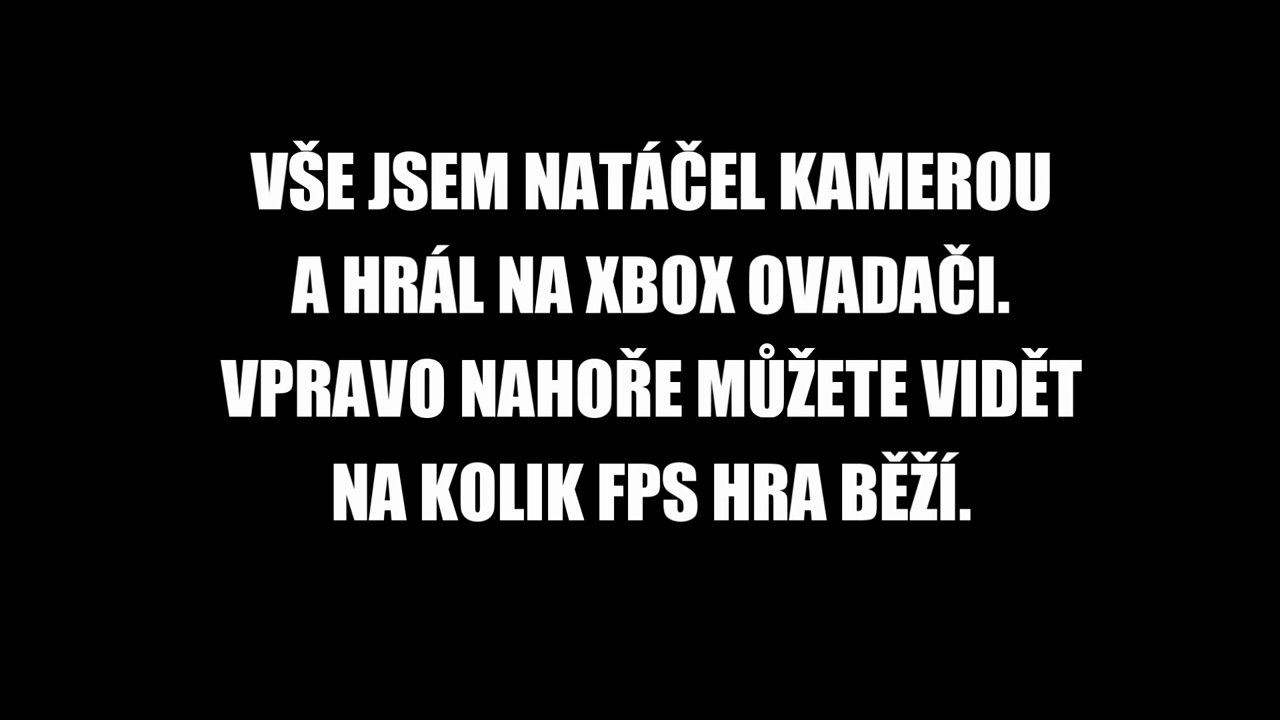 VŠE JSEM NATÁČEL KAMEROU
A HRÁL NA XBOX OVADAČI.
VPRAVO NAHOŘE MŮŽETE VIDĚT
NA KOLIK FPS HRA BĚŽÍ.